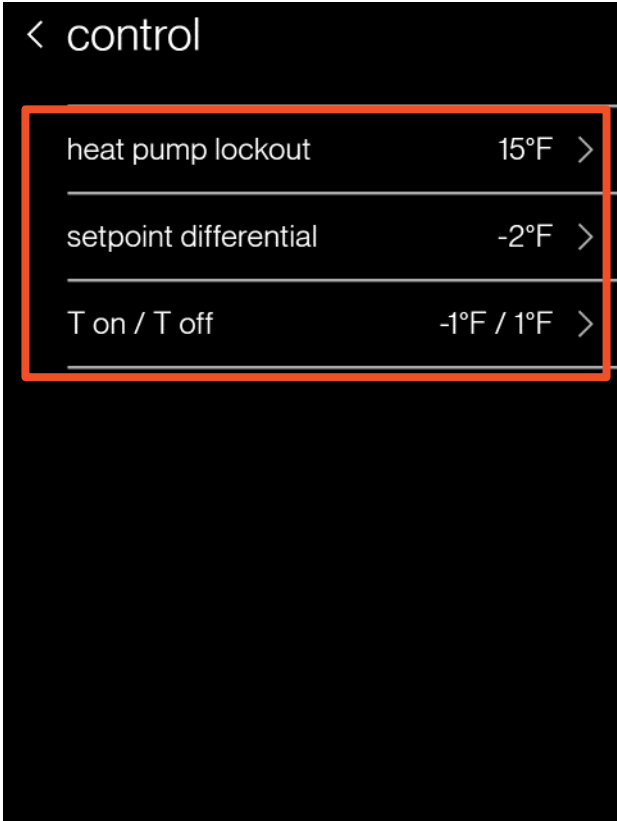 control
heat pump lockout 15°F
setpoint differential -2°F
T on / T off -1°F / 1°F